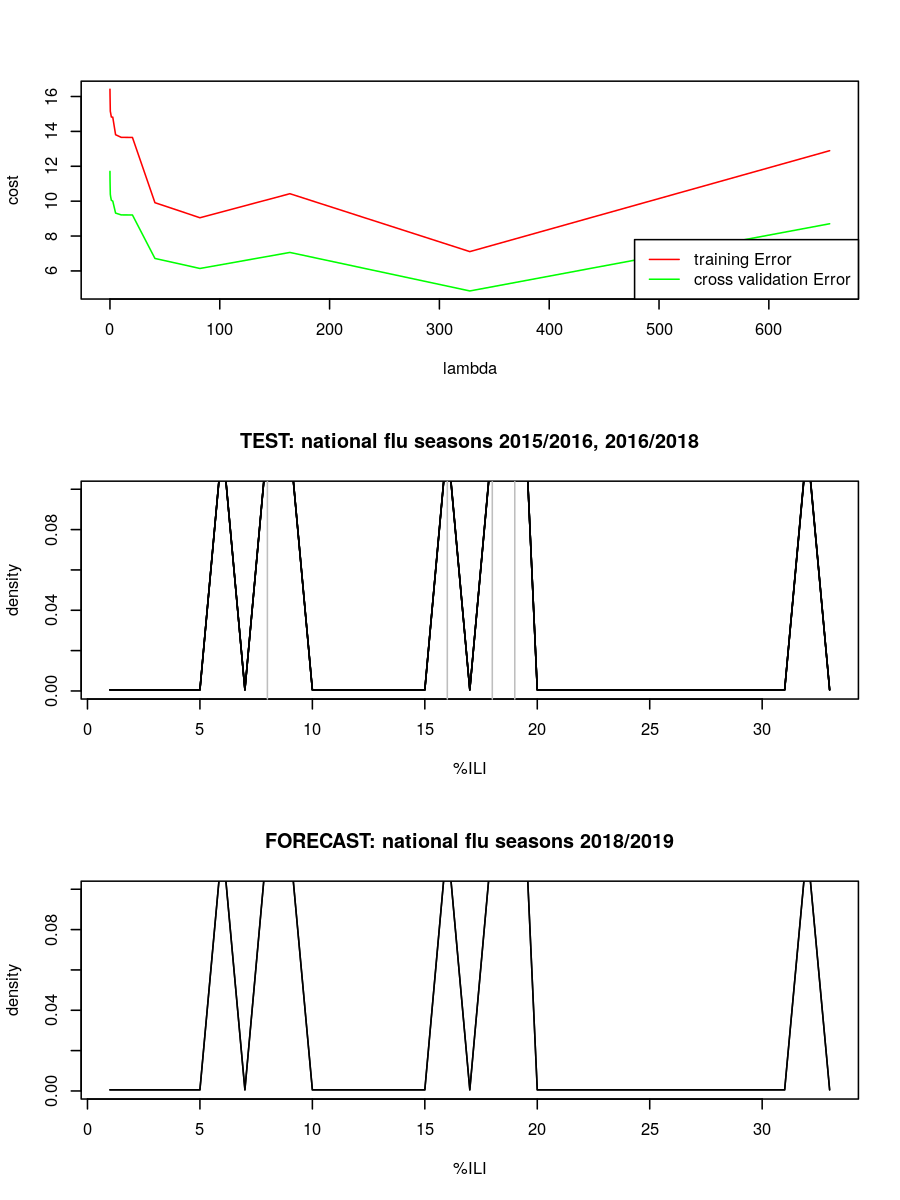 cost
16
14
12
10
8
6
training Error
cross validation Error
0 100 200 300 400 500 600
lambda
TEST: national flu seasons 2015/2016, 2016/2018
density
0.08
0.04
0.00
0 5 10 15 20 25 30
%ILI
FORECAST: national flu seasons 2018/2019
density
0.08
0.04
0.00
0 5 10 15 20 25 30
%ILI